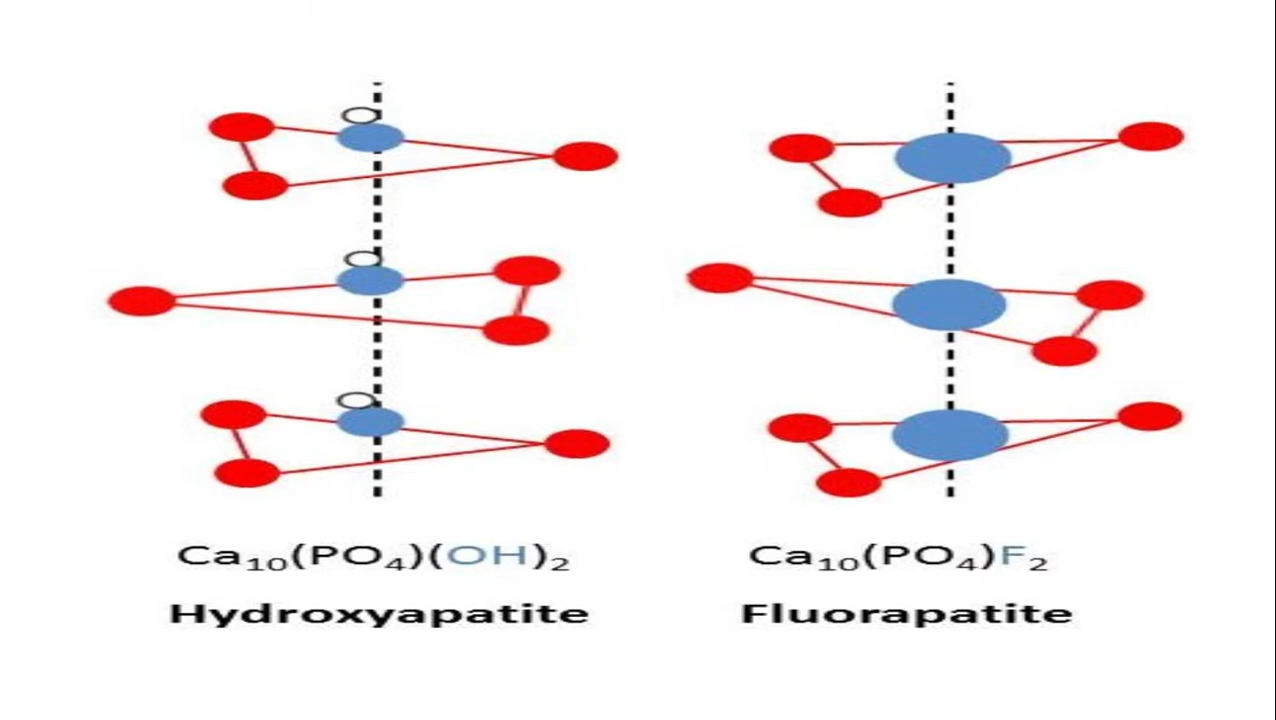 Ca₁₀(PO₄)(OH)₂
Ca₁₀(PO₄)F₂
Hydroxyapatite
Fluorapatite